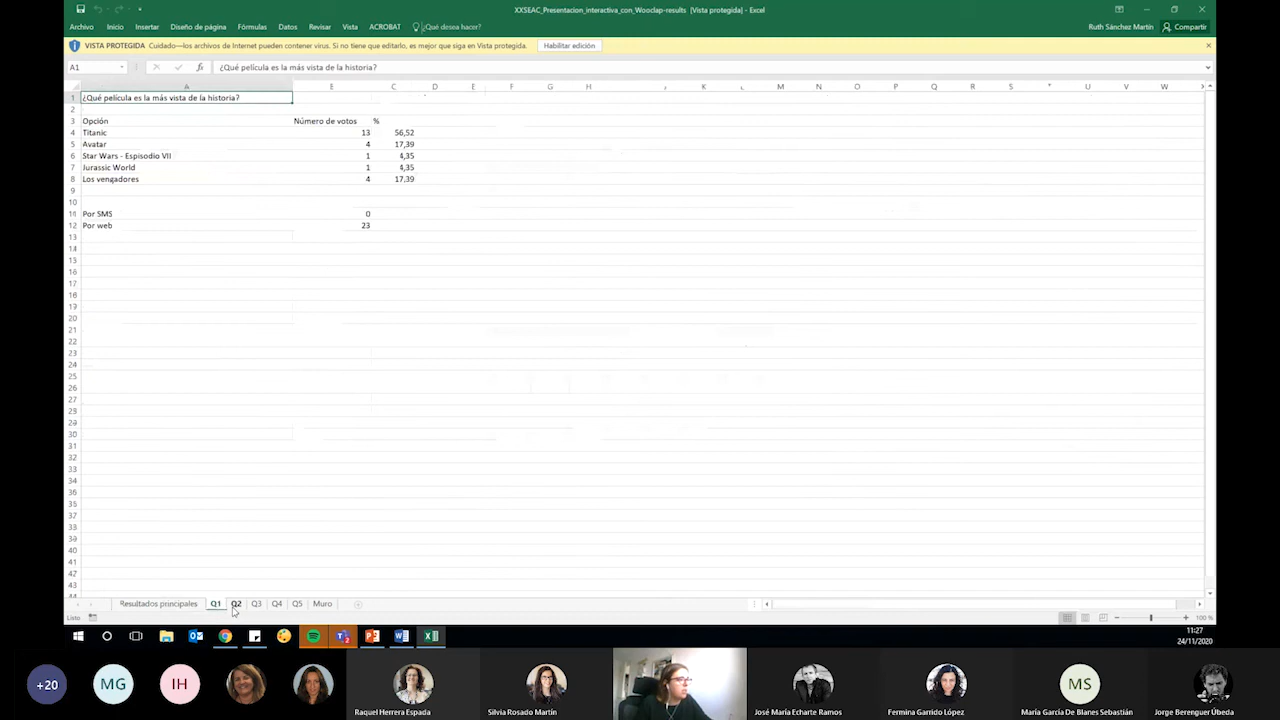 XXSEAC_Presentacion_interactiva_con_Wooclap-results [Vista protegida] - Excel
Archivo Inicio Insertar Diseño de página Fórmulas Datos Revisar Vista ACROBAT ¿Qué desea hacer? Ruth Sánchez Martín Compartir
VISTA PROTEGIDA Cuidado—los archivos de Internet pueden contener virus. Si no tiene que editarlo, es mejor que siga en Vista protegida. Habilitar edición
A1 fx ¿Qué película es la más vista de la historia?
¿Qué película es la más vista de la historia?
Opción Número de votos %
Titanic 13 56,52
Avatar 4 17,39
Star Wars - Espisodio VII 1 4,35
Jurassic World 1 4,35
Los vengadores 4 17,39
Por SMS 0
Por web 23
Resultados principales Q1 Q2 Q3 Q4 Q5 Muro
Listo 100 %
11:27
24/11/2020
+20 MG IH MS
Raquel Herrera Espada Silvia Rosado Martín José María Echarte Ramos Fermina Garrido López María García De Blanes Sebastián Jorge Berenguer Úbeda